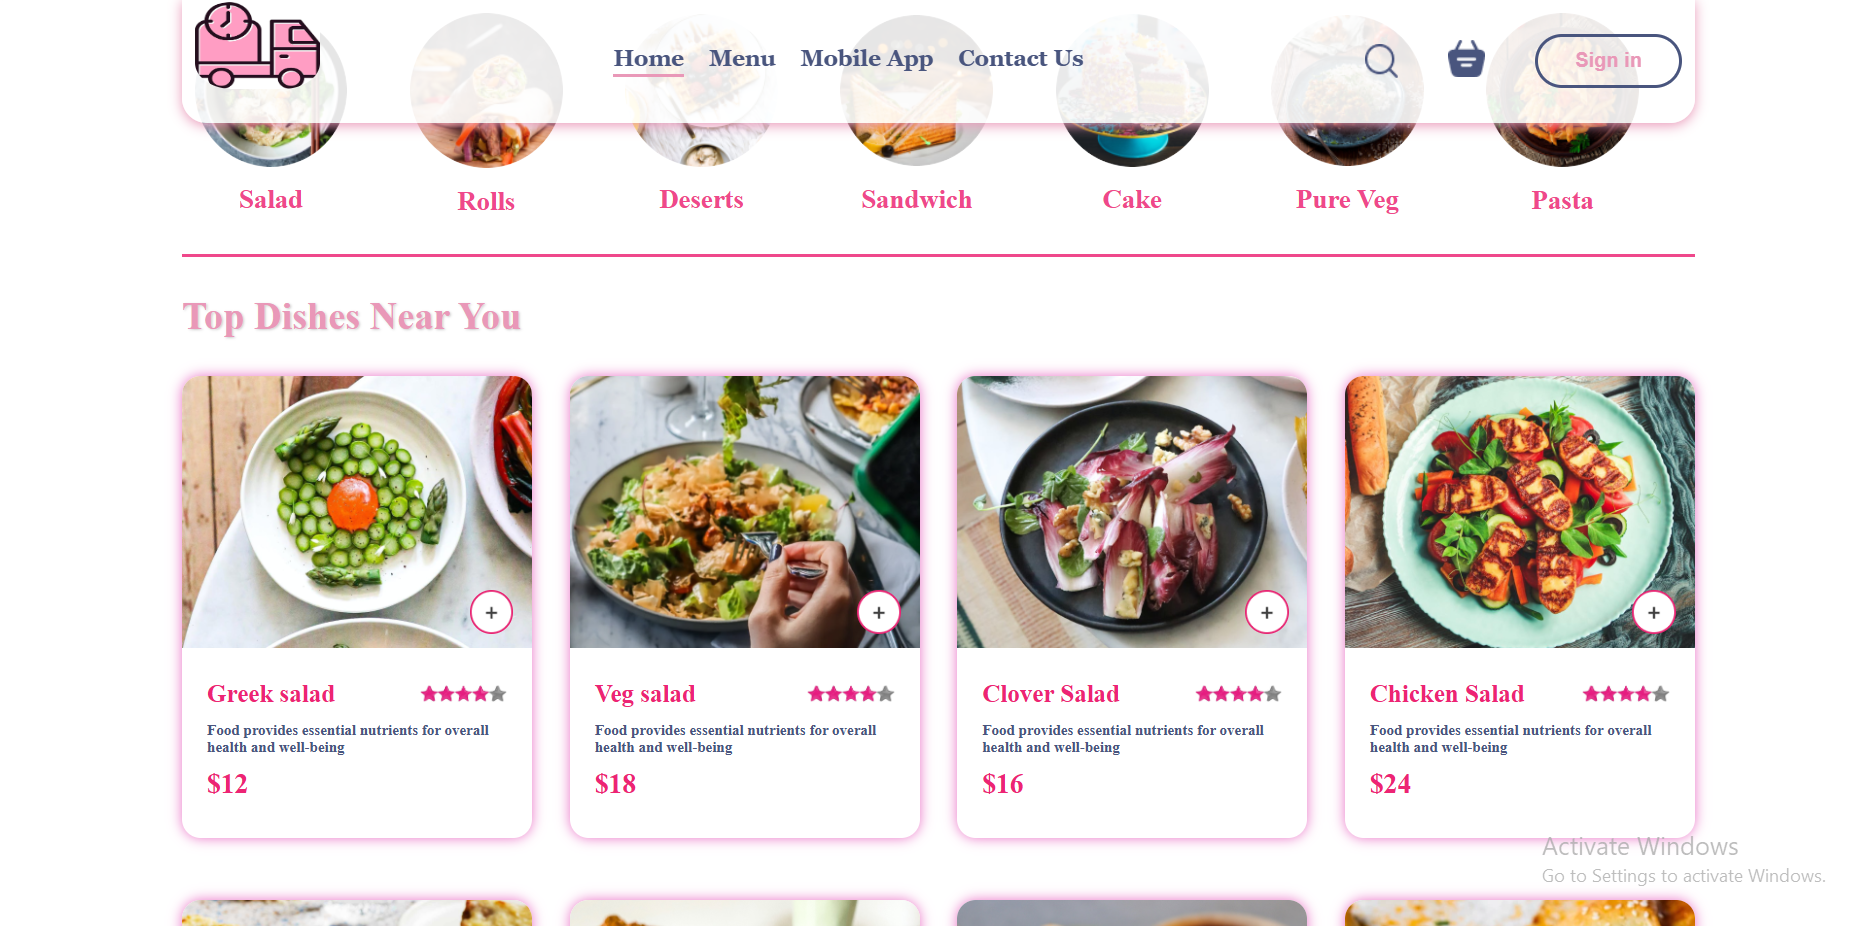 Home Menu Mobile App Contact Us Sign in
Salad Rolls Deserts Sandwich Cake Pure Veg Pasta
Top Dishes Near You
+ + + +
Greek salad
Food provides essential nutrients for overall
health and well-being
$12
Veg salad
Food provides essential nutrients for overall
health and well-being
$18
Clover Salad
Food provides essential nutrients for overall
health and well-being
$16
Chicken Salad
Food provides essential nutrients for overall
health and well-being
$24
Activate Windows
Go to Settings to activate Windows.